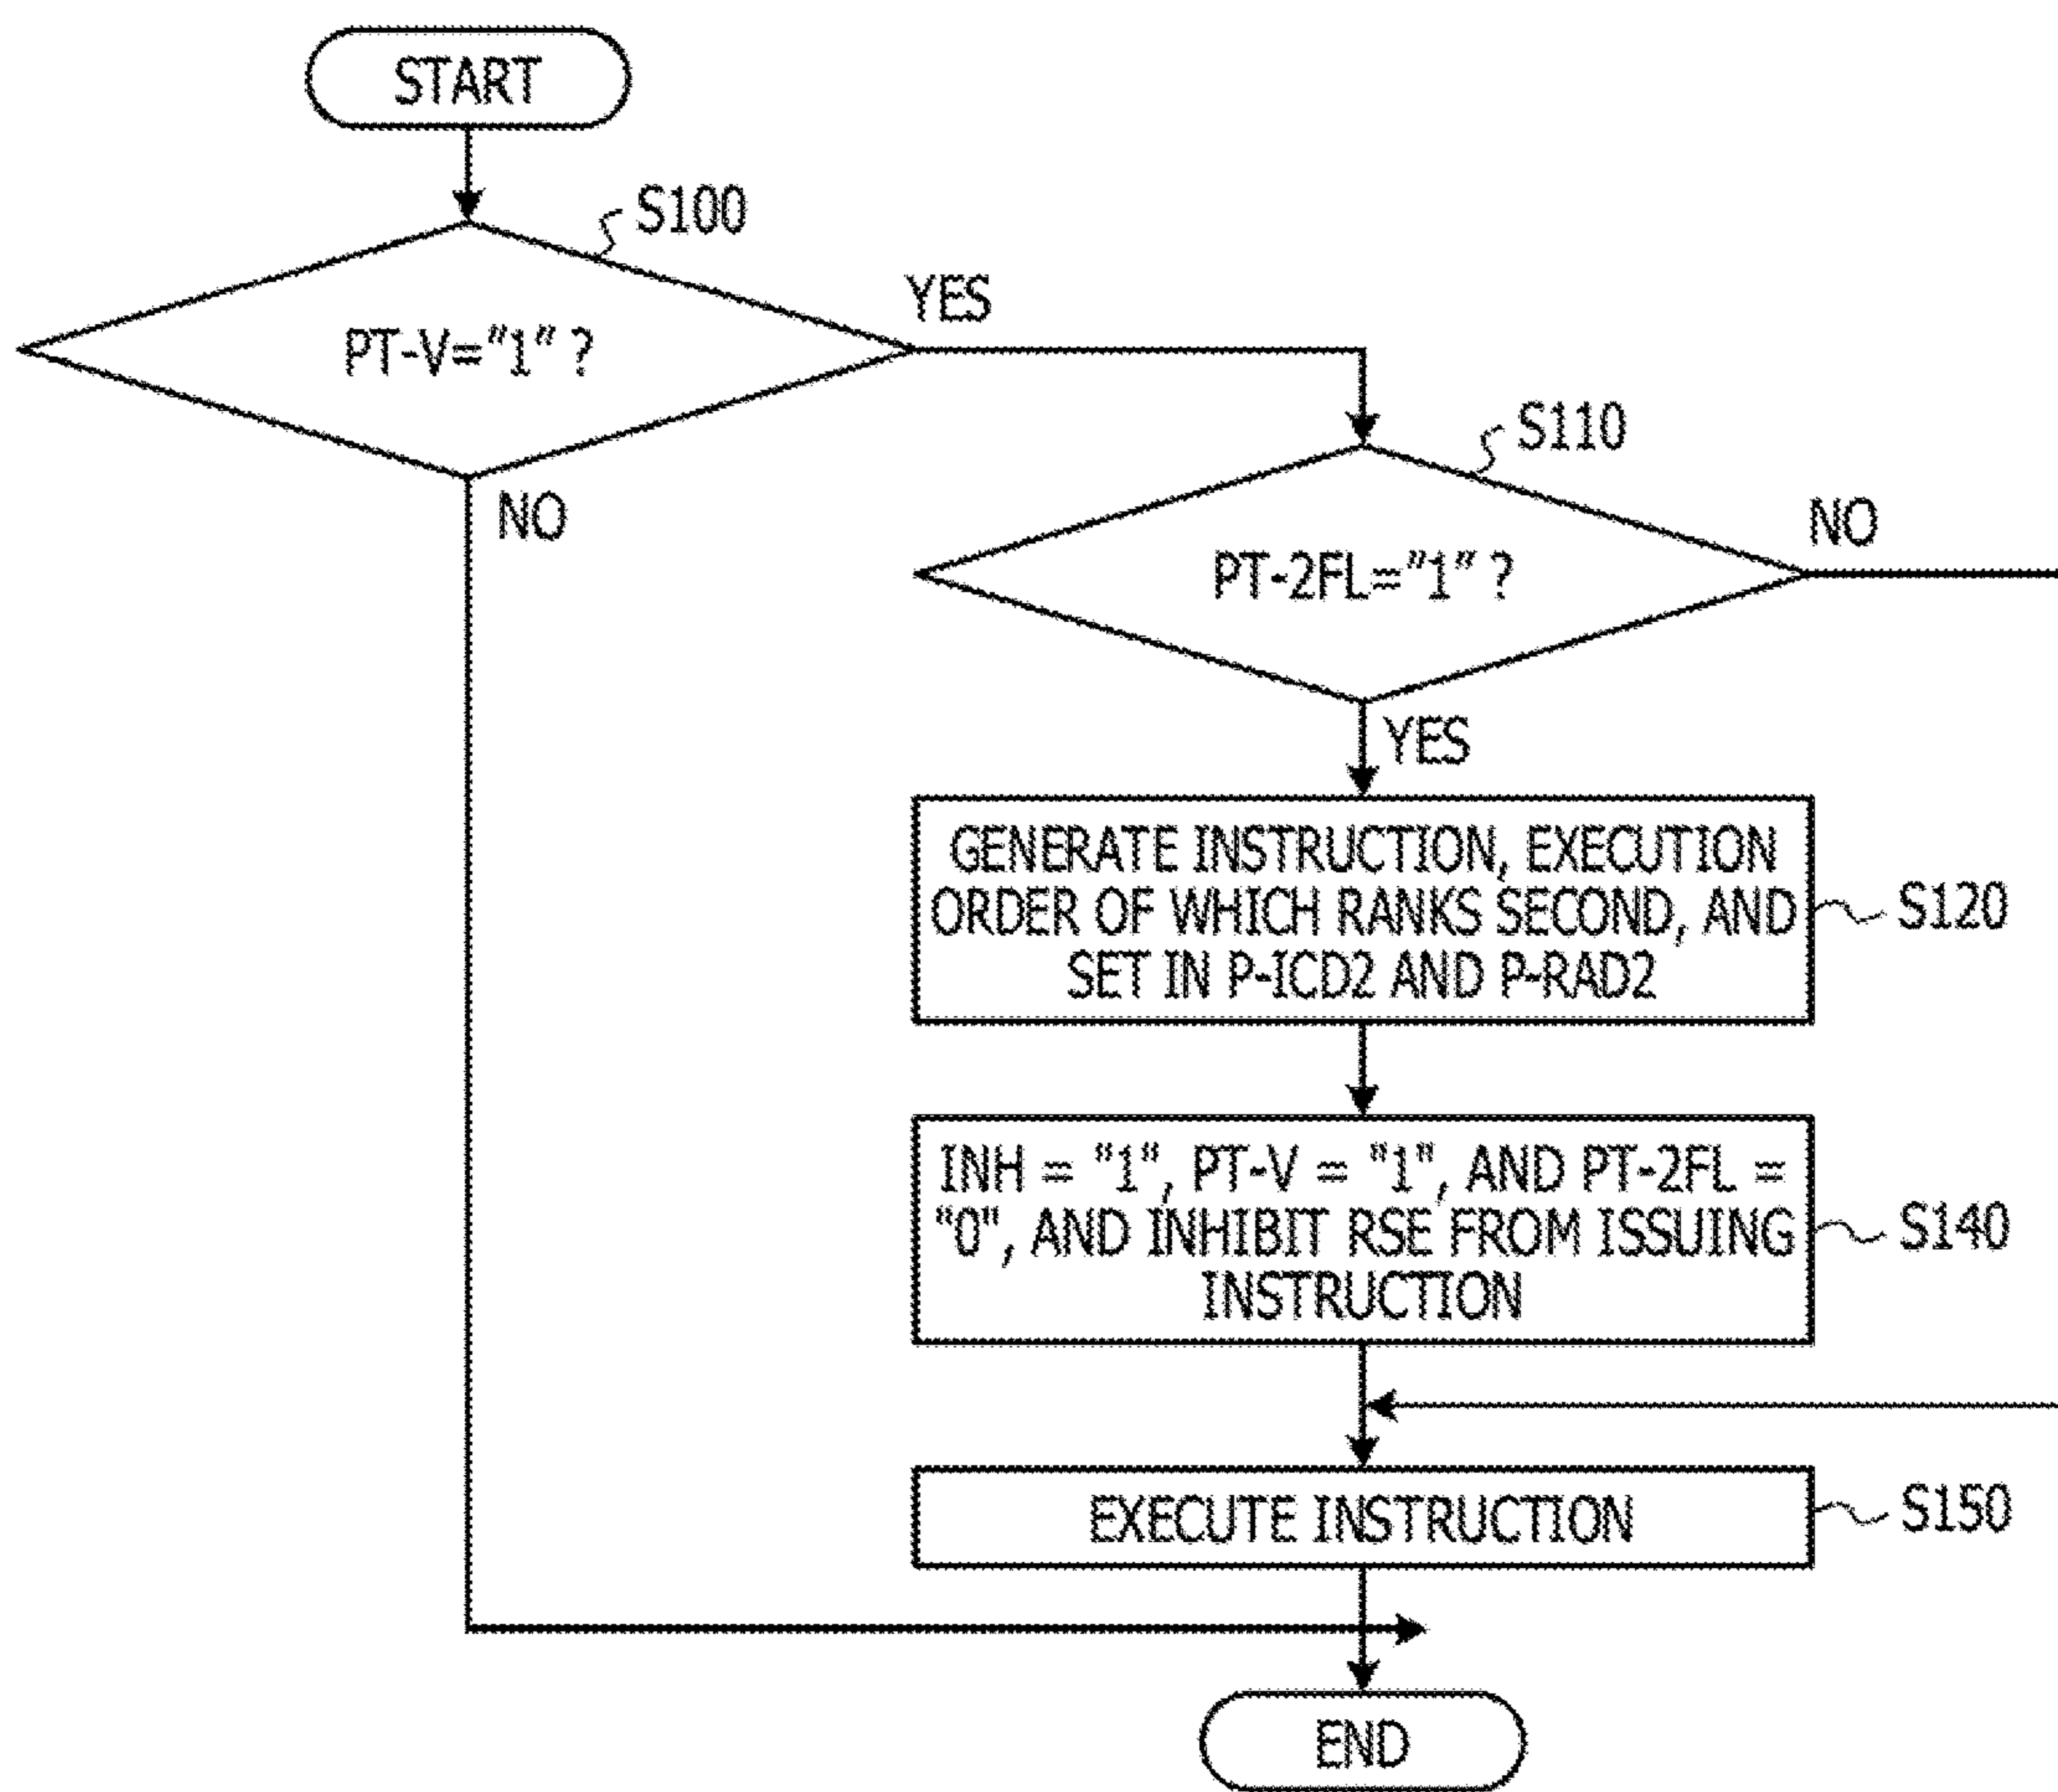 START
S100
PT-V="1" ?
YES
NO
S110
PT-2FL="1" ?
NO
YES
GENERATE INSTRUCTION, EXECUTION
ORDER OF WHICH RANKS SECOND, AND
SET IN P-ICD2 AND P-RAD2
S120
INH = "1", PT-V = "1", AND PT-2FL =
"0", AND INHIBIT RSE FROM ISSUING
INSTRUCTION
S140
EXECUTE INSTRUCTION
S150
END